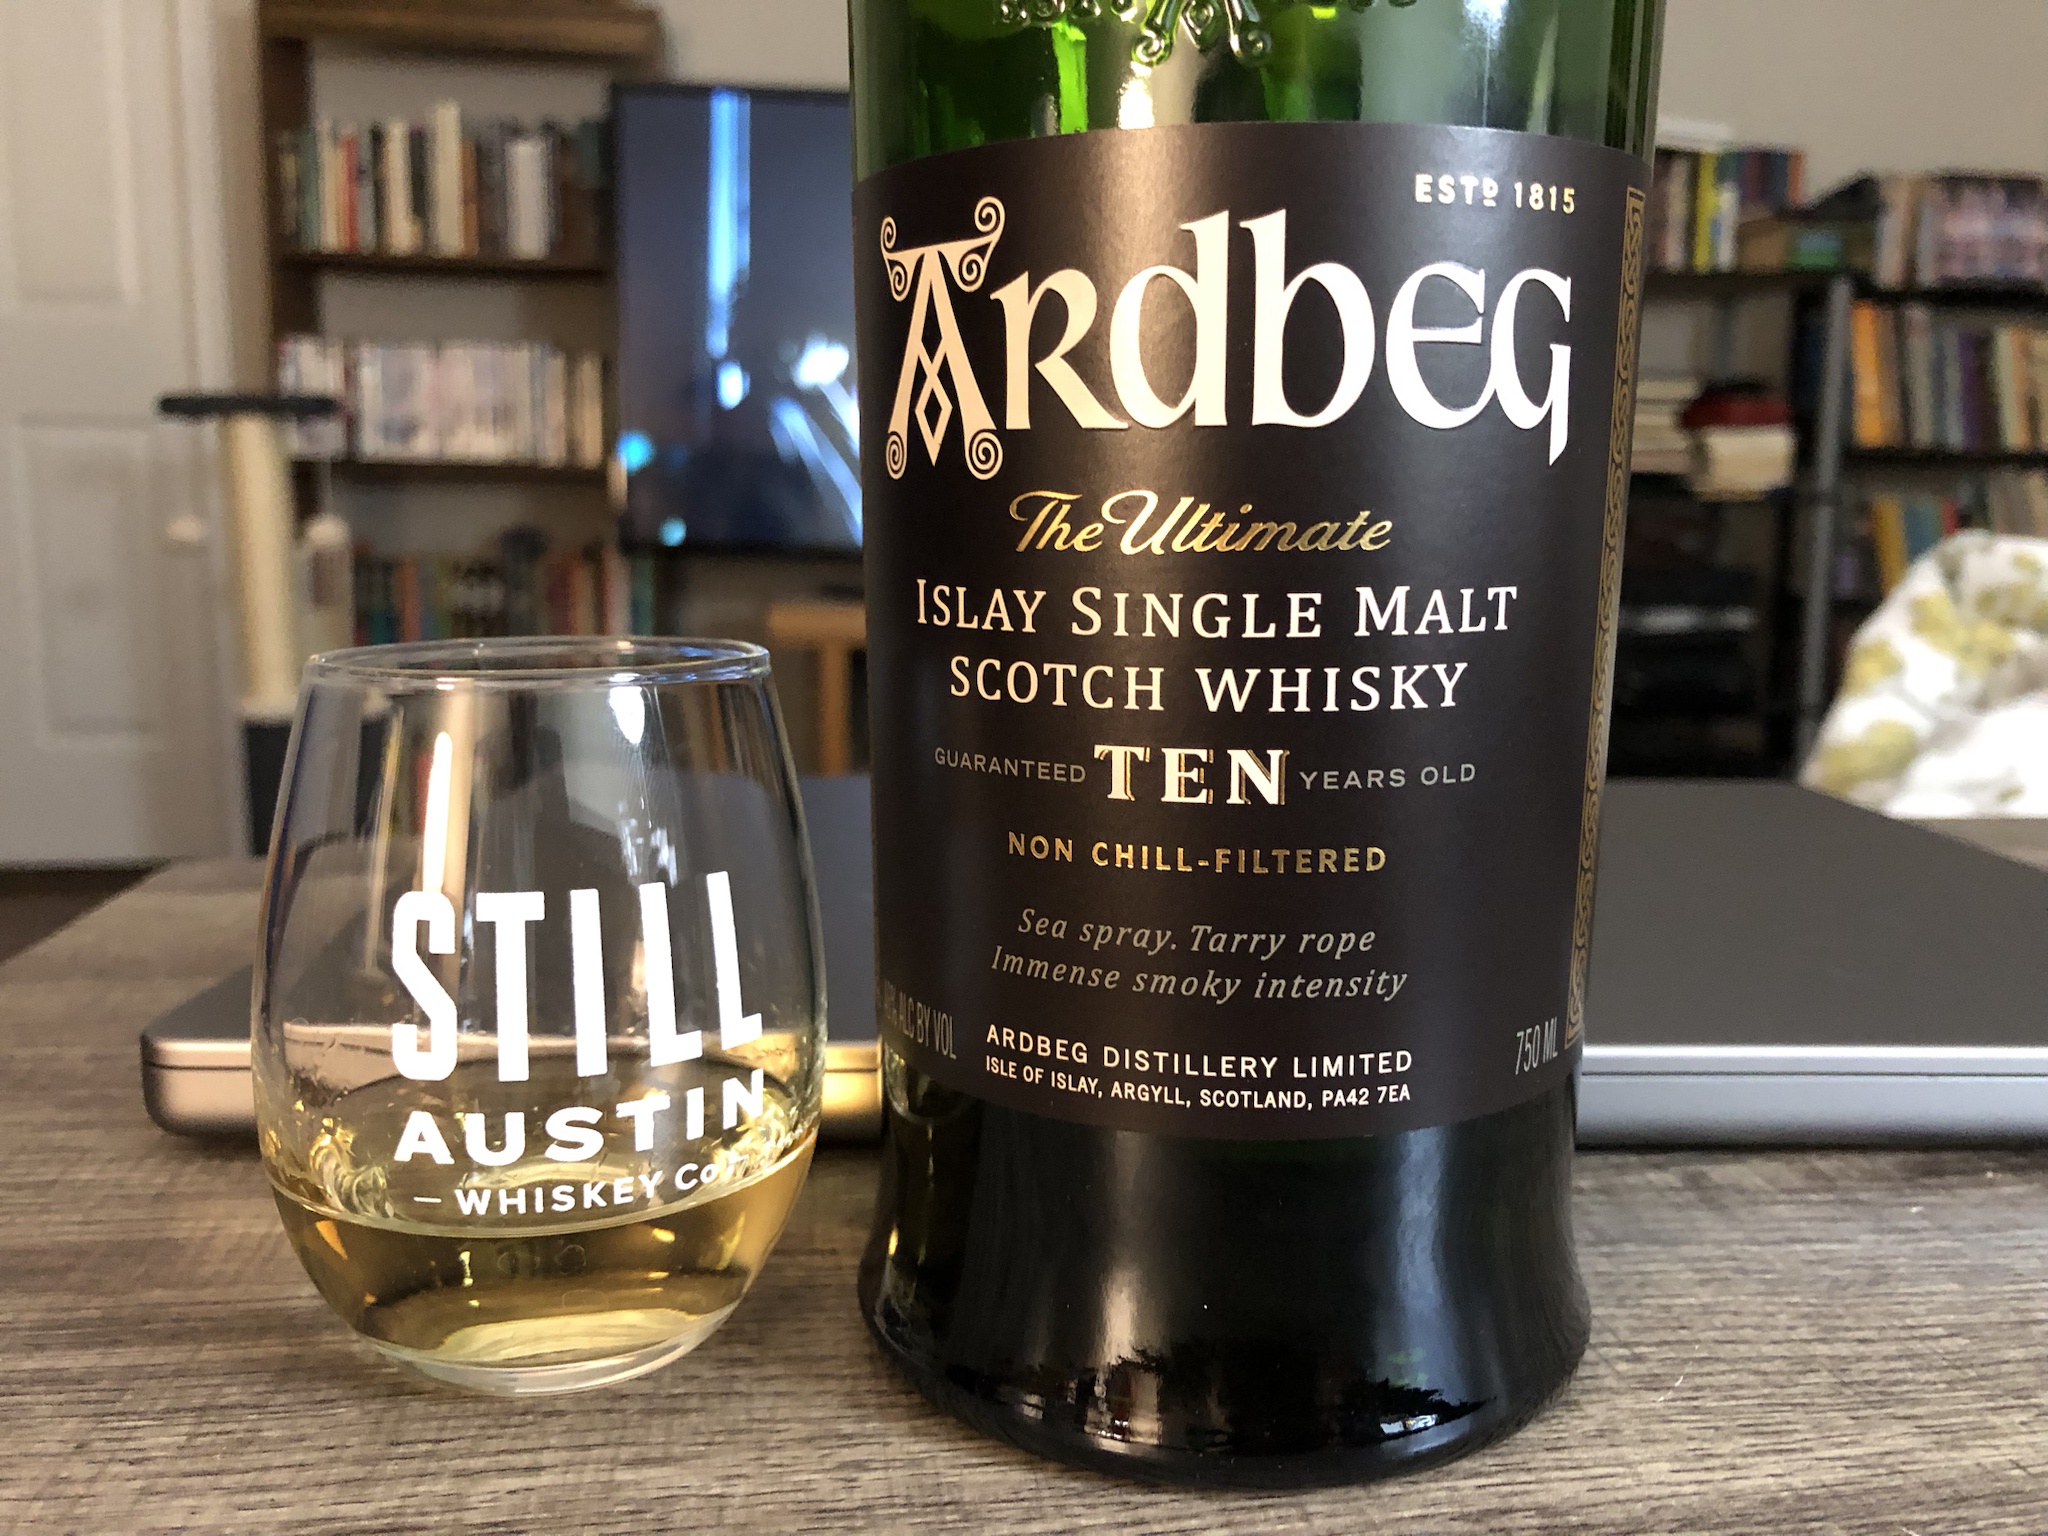 ESTD 1815
Ardbeg
The Ultimate
ISLAY SINGLE MALT
SCOTCH WHISKY
GUARANTEED TEN YEARS OLD
NON CHILL-FILTERED
Sea spray. Tarry rope
Immense smoky intensity
ALC BY VOL
ARDBEG DISTILLERY LIMITED
ISLE OF ISLAY, ARGYLL, SCOTLAND, PA42 7EA
750 ML
STILL
AUSTIN
— WHISKEY Co.